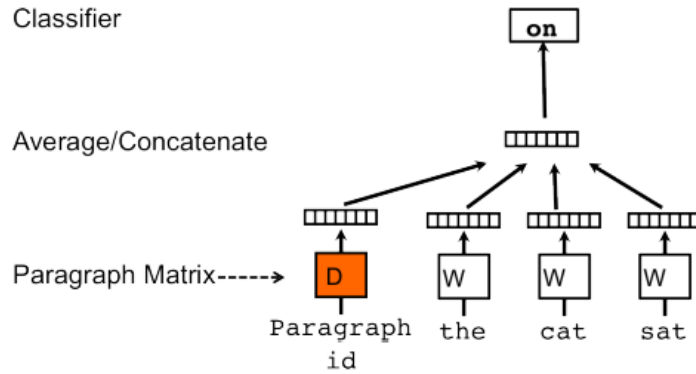 Classifier
on
Average/Concatenate
Paragraph Matrix
D
W
W
W
Paragraph
id
the
cat
sat